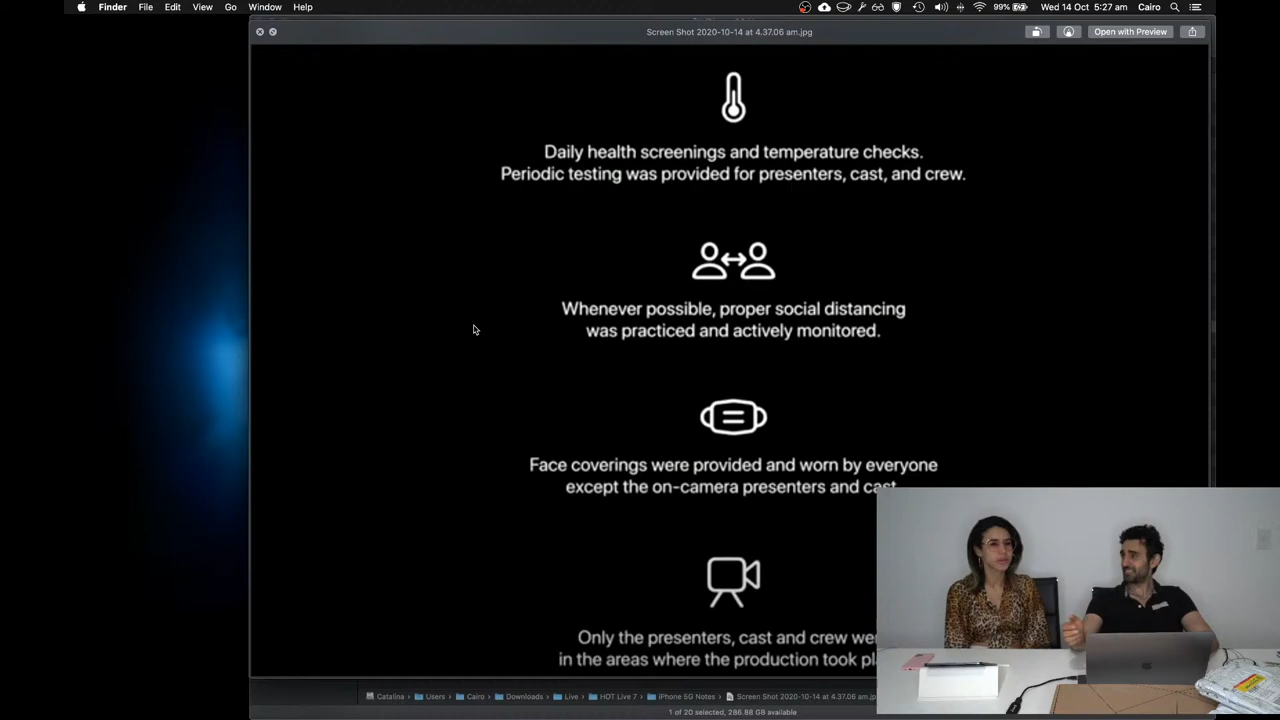 Finder File Edit View Go Window Help
99% Wed 14 Oct 5:27 am Cairo
Screen Shot 2020-10-14 at 4.37.06 am.jpg
Open with Preview
Daily health screenings and temperature checks.
Periodic testing was provided for presenters, cast, and crew.
Whenever possible, proper social distancing
was practiced and actively monitored.
Face coverings were provided and worn by everyone
except the on-camera presenters and cast
Only the presenters, cast and crew
in the areas where the production took
Catalina Users Cairo Downloads Live HOT Live 7 iPhone 5G Notes Screen Shot 2020-10-14 at 4.37.06 am.jp
1 of 20 selected, 286.88 GB available